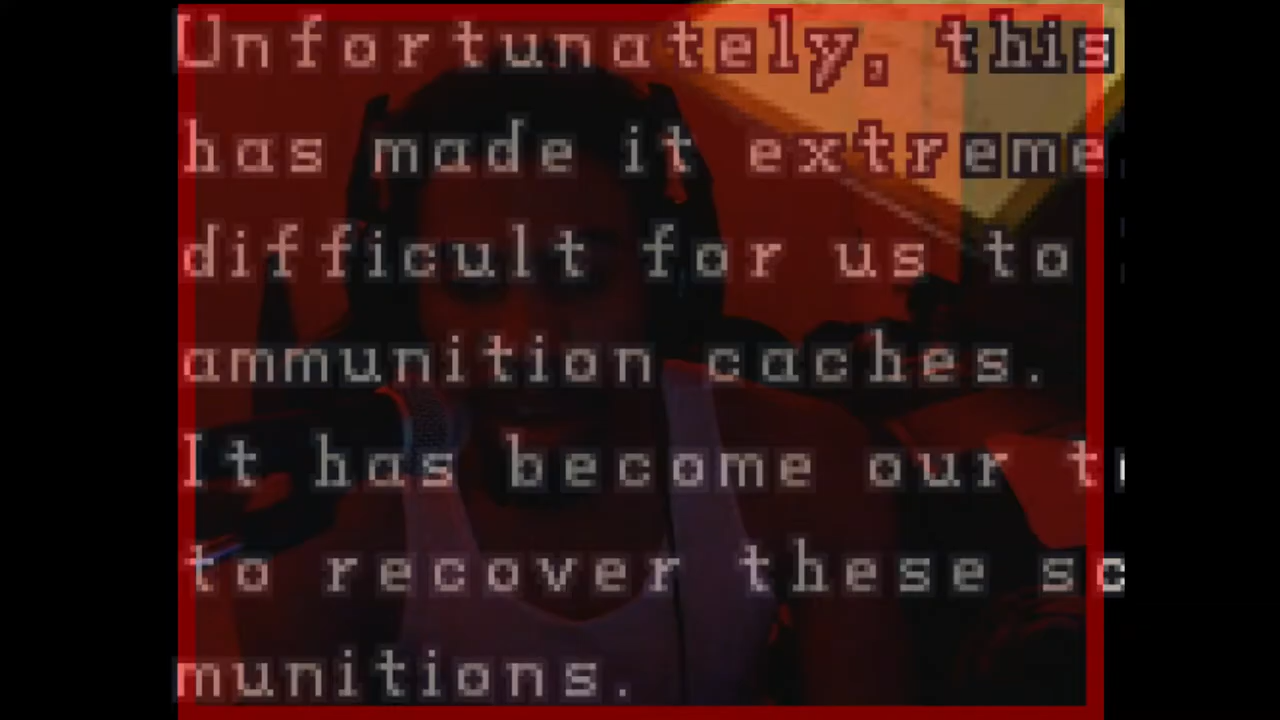 Unfortunately, this
has made it extreme
difficult for us to
ammunition caches.
It has become our t
to recover these sc
munitions.